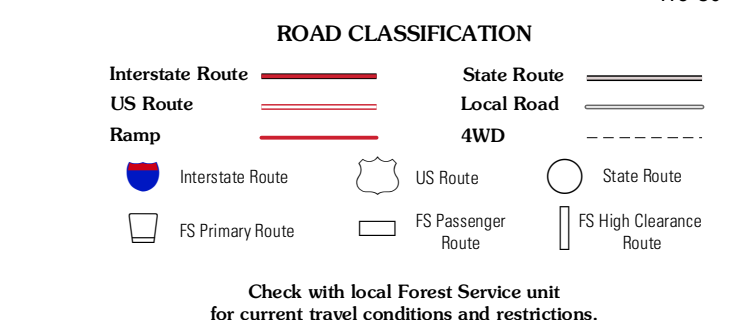 ROAD CLASSIFICATION
Interstate Route
State Route
US Route
Local Road
Ramp
4WD
Interstate Route
US Route
State Route
FS Primary Route
FS Passenger
Route
FS High Clearance
Route
Check with local Forest Service unit
for current travel conditions and restrictions.